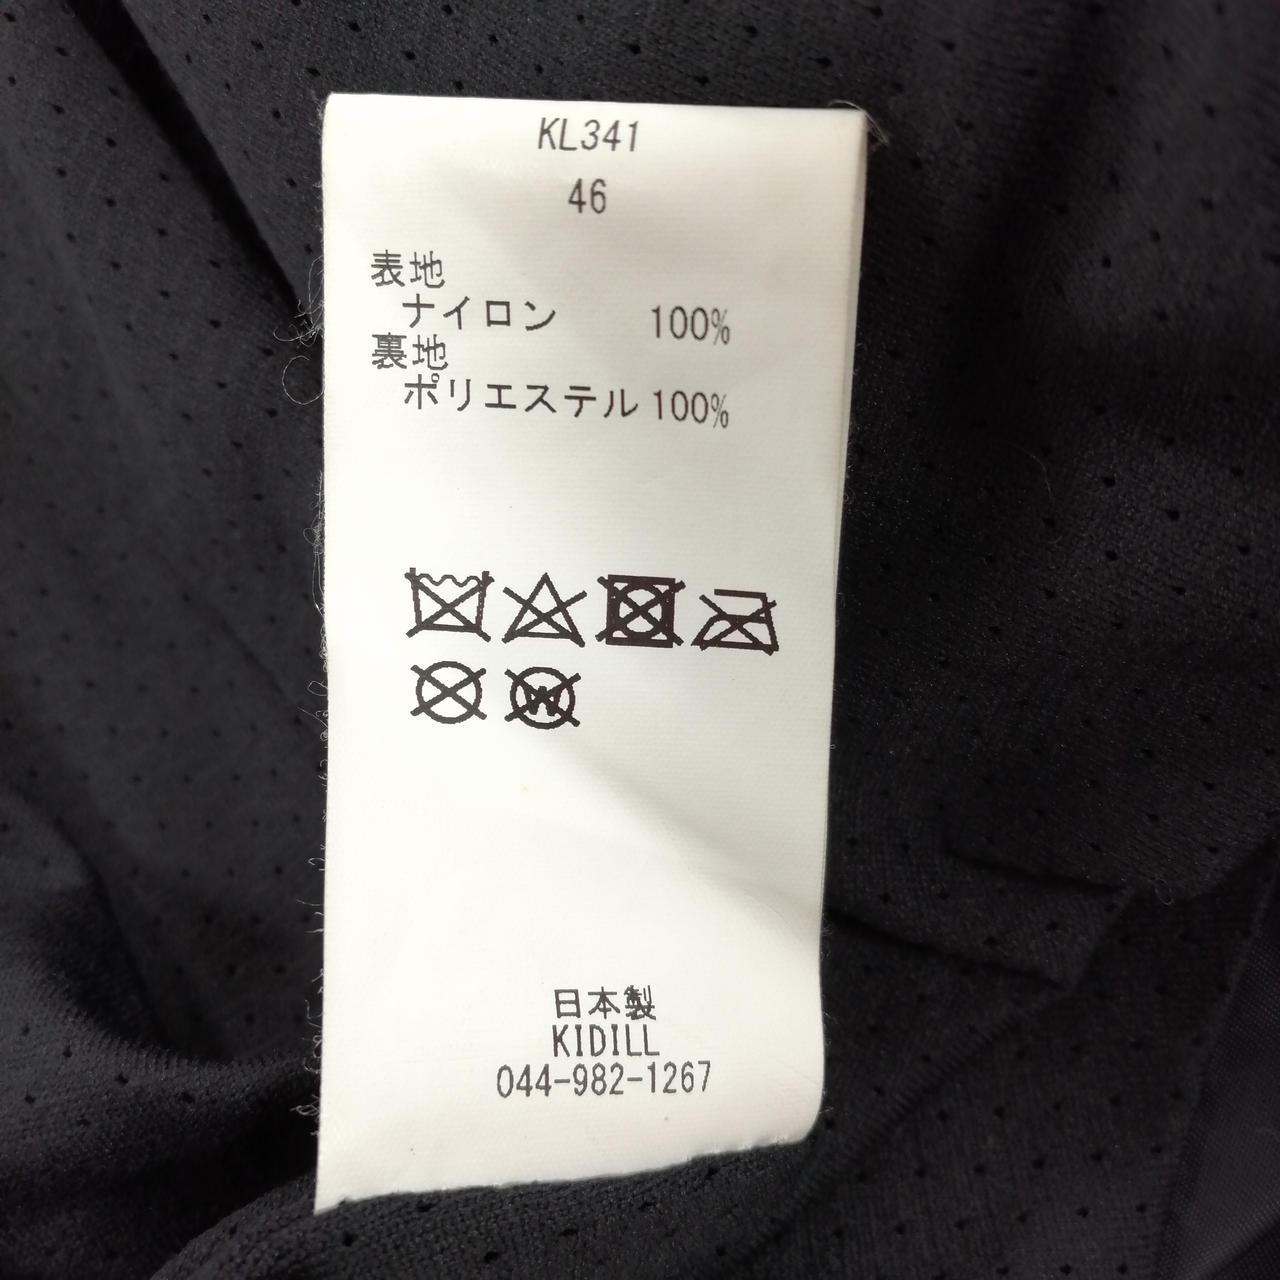 KL341
46
表地
ナイロン 100%
裏地
ポリエステル 100%
W
日本製
KIDILL
044-982-1267